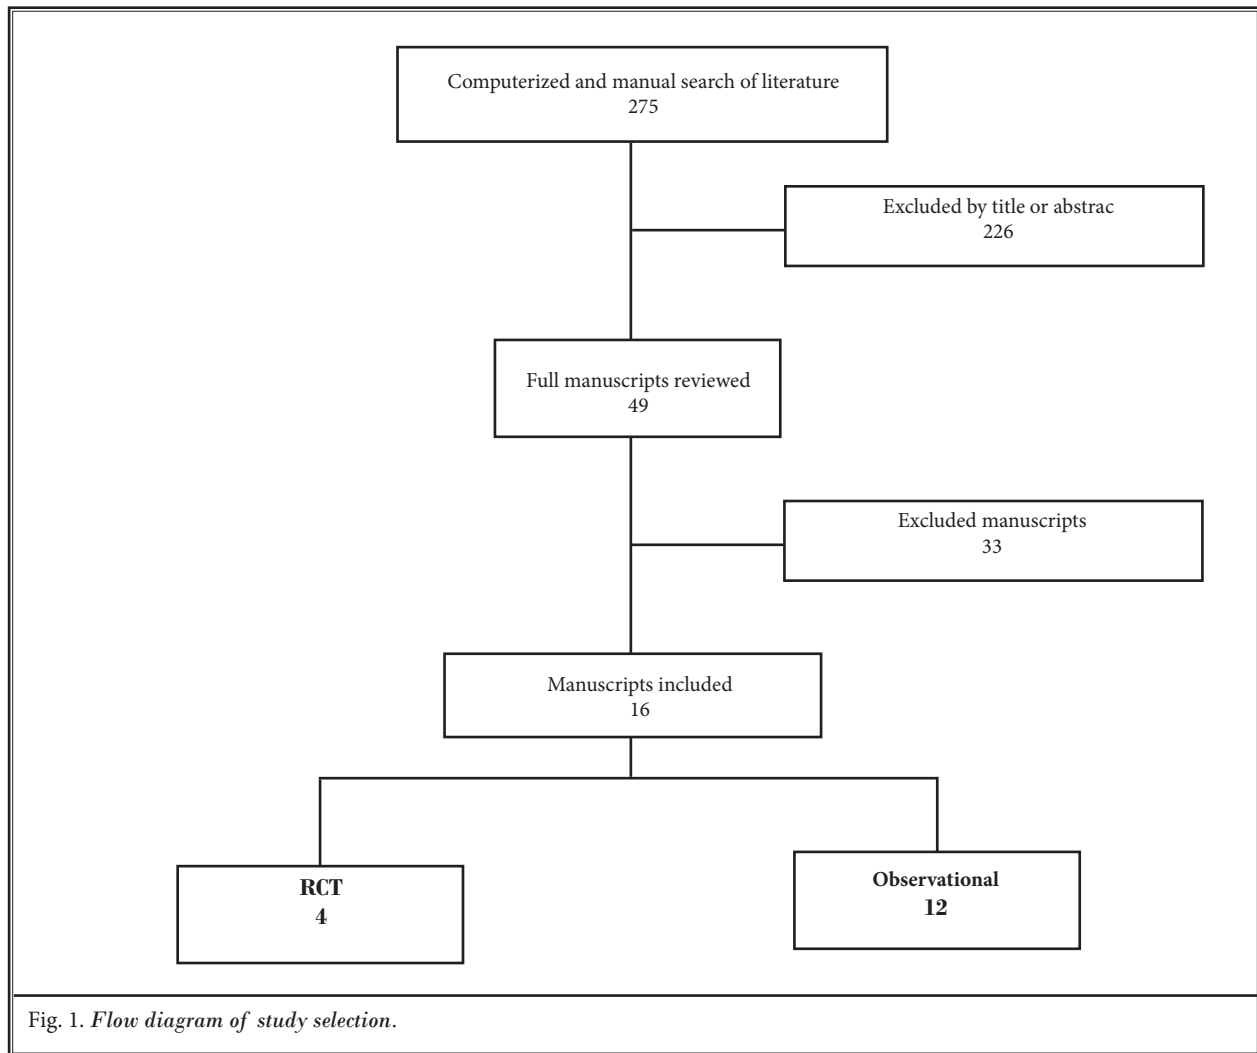 Computerized and manual search of literature
275
Excluded by title or abstrac
226
Full manuscripts reviewed
49
Excluded manuscripts
33
Manuscripts included
16
RCT
4
Observational
12
Fig. 1. Flow diagram of study selection.